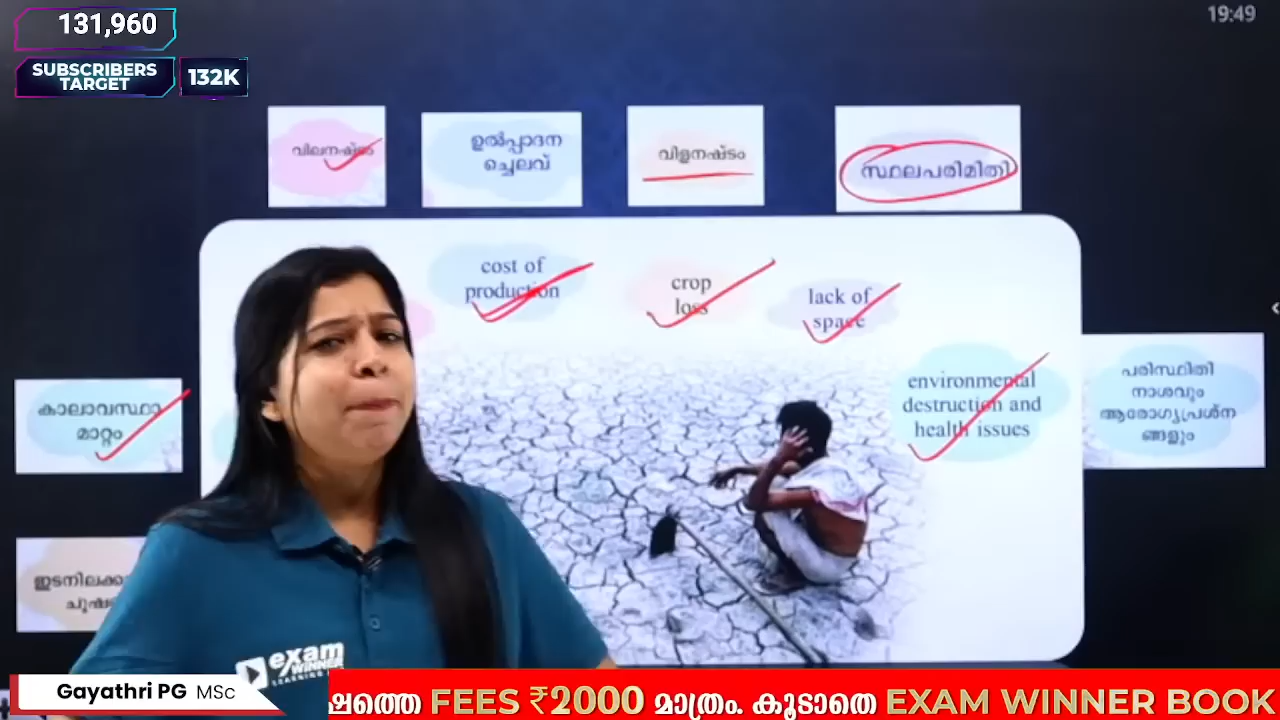 131,960
19:49
SUBSCRIBERS
TARGET
132K
വിലനഷ്ടം
ഉൽപ്പാദന
ച്ചെലവ്
വിളനഷ്ടം
സ്ഥലപരിമിതി
cost of
production
crop
loss
lack of
space
environmental
destruction and
health issues
പരിസ്ഥിതി
നാശവും
ആരോഗ്യപ്രശ്ന
ങ്ങളും
കാലാവസ്ഥാ
മാറ്റം
exam
WINNER
Gayathri PG MSc
ഷത്തെ FEES ₹2000 മാത്രം. കൂടാതെ EXAM WINNER BOOK